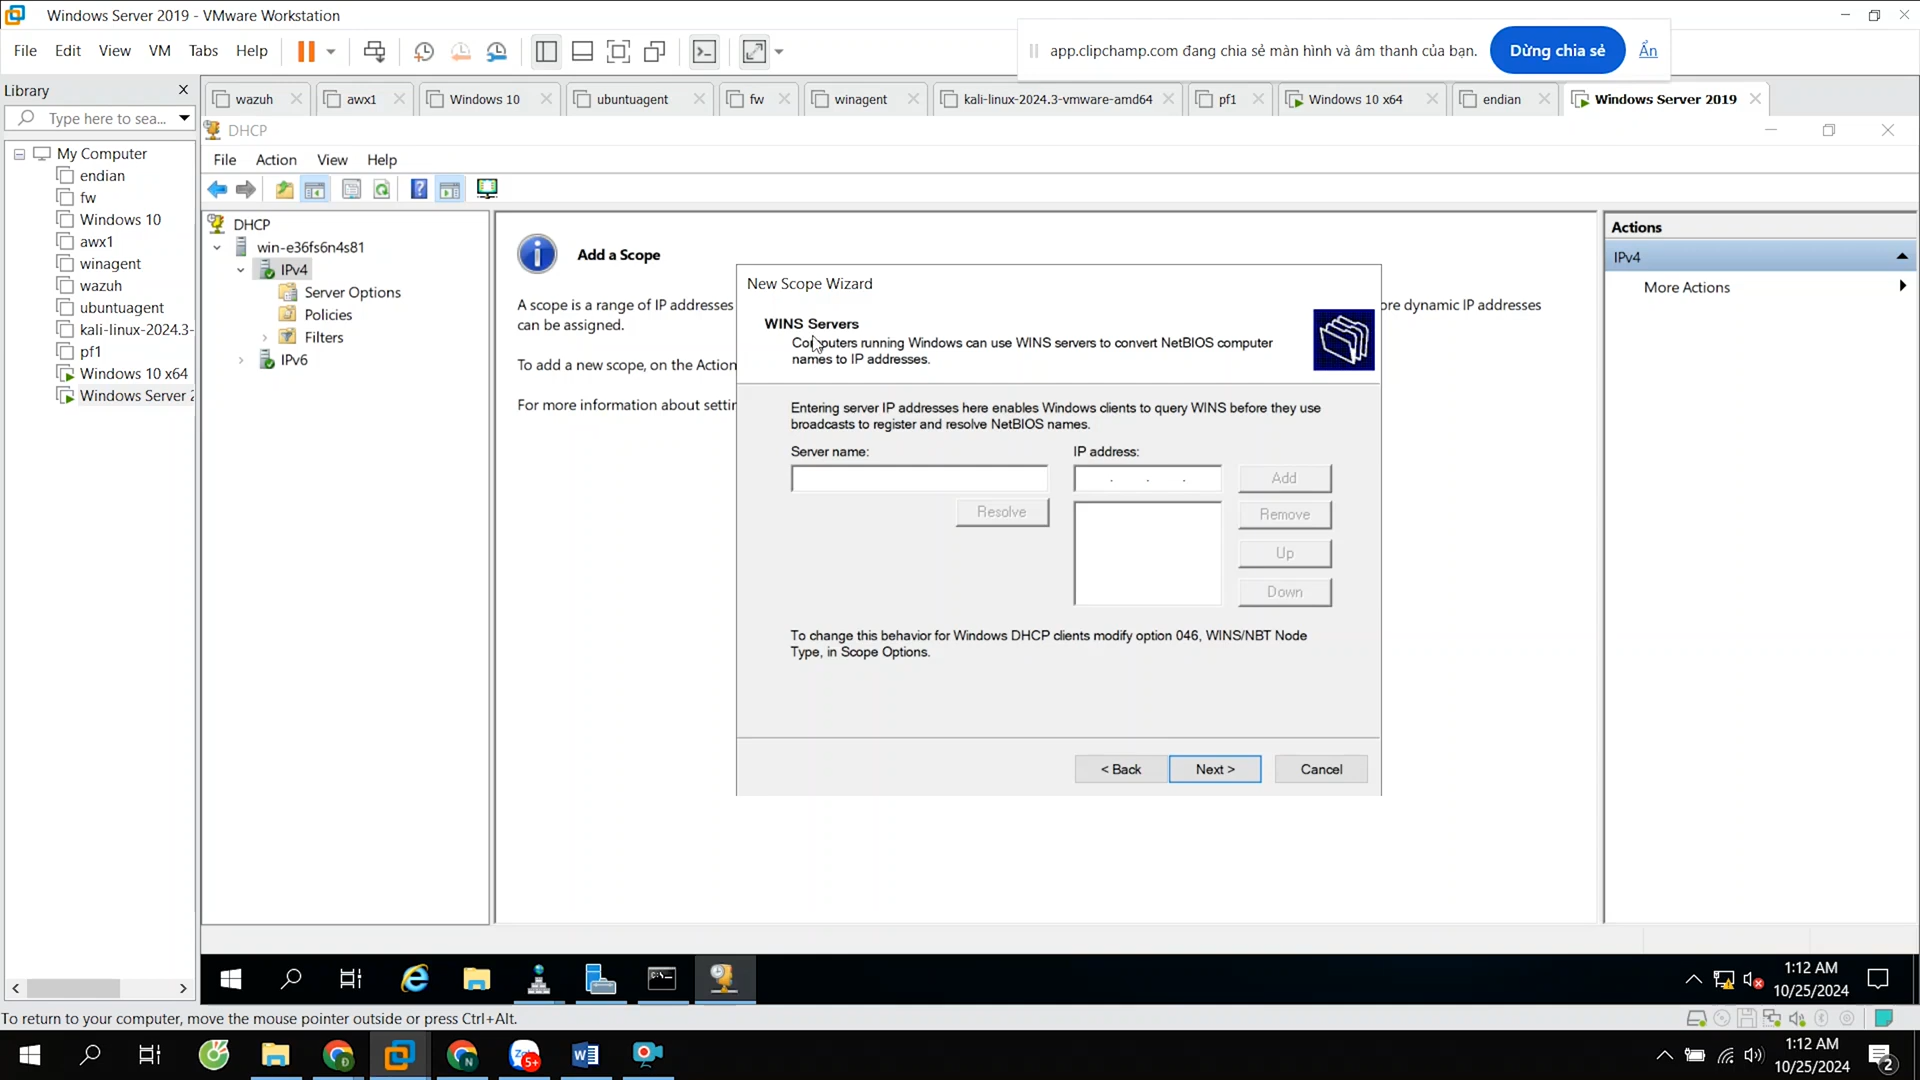 Windows Server 2019 - VMware Workstation
File Edit View VM Tabs Help
app.clipchamp.com đang chia sẻ màn hình và âm thanh của bạn.
Dừng chia sẻ
Ẩn
Library
Type here to sea...
My Computer
endian
fw
Windows 10
awx1
winagent
wazuh
ubuntuagent
kali-linux-2024.3-
pf1
Windows 10 x64
Windows Server 2
wazuh awx1 Windows 10 ubuntuagent fw winagent kali-linux-2024.3-vmware-amd64 pf1 Windows 10 x64 endian Windows Server 2019
DHCP
File Action View Help
DHCP
win-e36fs6n4s81
IPv4
Server Options
Policies
Filters
IPv6
Add a Scope
A scope is a range of IP addresses
ore dynamic IP addresses
can be assigned.
To add a new scope, on the Action
For more information about settin
New Scope Wizard
WINS Servers
Computers running Windows can use WINS servers to convert NetBIOS computer
names to IP addresses.
Entering server IP addresses here enables Windows clients to query WINS before they use
broadcasts to register and resolve NetBIOS names.
Server name:
IP address:
Add
Resolve
Remove
Up
Down
To change this behavior for Windows DHCP clients modify option 046, WINS/NBT Node
Type, in Scope Options.
< Back
Next >
Cancel
Actions
IPv4
More Actions
1:12 AM
10/25/2024
To return to your computer, move the mouse pointer outside or press Ctrl+Alt.
5+
1:12 AM
10/25/2024
2